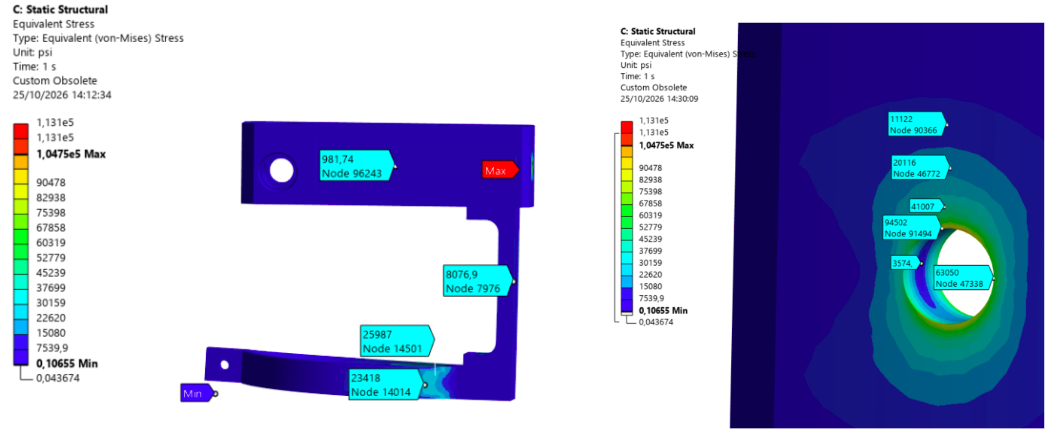 C: Static Structural
Equivalent Stress
Type: Equivalent (von-Mises) Stress
Unit: psi
Time: 1 s
Custom Obsolete
25/10/2026 14:12:34
1,131e5
1,131e5
1,0475e5 Max
90478
82938
75398
67858
60319
52779
45239
37699
30159
22620
15080
7539,9
0,10655 Min
0,043674
981,74
Node 96243
Max
8076,9
Node 7976
25987
Node 14501
23418
Node 14014
Min
C: Static Structural
Equivalent Stress
Type: Equivalent (von-Mises) Stress
Unit: psi
Time: 1 s
Custom Obsolete
25/10/2026 14:30:09
1,131e5
1,131e5
1,0475e5 Max
90478
82938
75398
67858
60319
52779
45239
37699
30159
22620
15080
7539,9
0,10655 Min
0,043674
11122
Node 90366
20116
Node 46772
41007
94502
Node 91494
3574,
63050
Node 47338